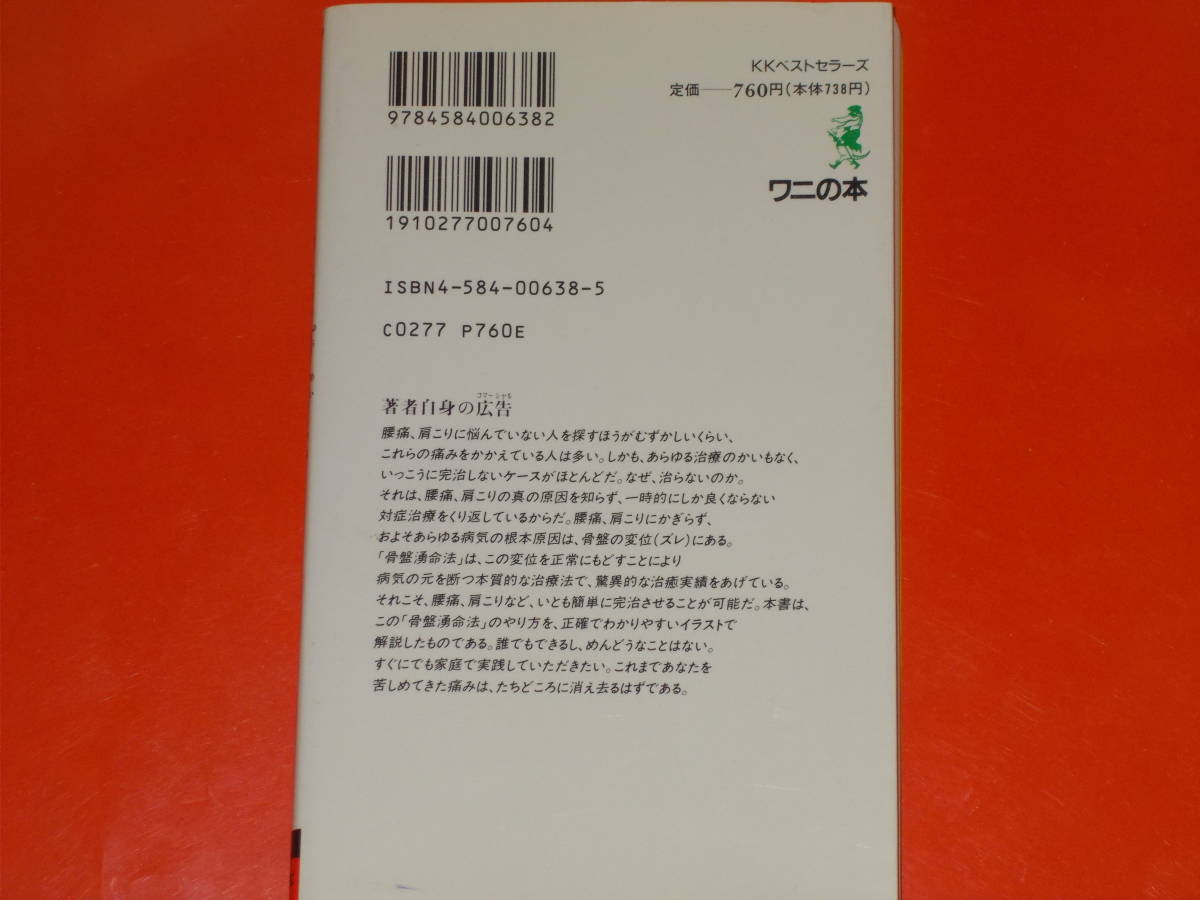 9784584006382
1910277007604
KKベストセラーズ
定価──760円(本体738円)
ワニの本
ISBN4-584-00638-5
C0277 P760E
コマーシャル
著者自身の広告
腰痛、肩こりに悩んでいない人を探すほうがむずかしいくらい、
これらの痛みをかかえている人は多い。しかも、あらゆる治療のかいもなく、
いっこうに完治しないケースがほとんどだ。なぜ、治らないのか。
それは、腰痛、肩こりの真の原因を知らず、一時的にしか良くならない
対症治療をくり返しているからだ。腰痛、肩こりにかぎらず、
およそあらゆる病気の根本原因は、骨盤の変位(ズレ)にある。
「骨盤湧命法」は、この変位を正常にもどすことにより
病気の元を断つ本質的な治療法で、驚異的な治癒実績をあげている。
それこそ、腰痛、肩こりなど、いとも簡単に完治させることが可能だ。本書は、
この「骨盤湧命法」のやり方を、正確でわかりやすいイラストで
解説したものである。誰でもできるし、めんどうなことはない。
すぐにでも家庭で実践していただきたい。これまであなたを
苦しめてきた痛みは、たちどころに消え去るはずである。